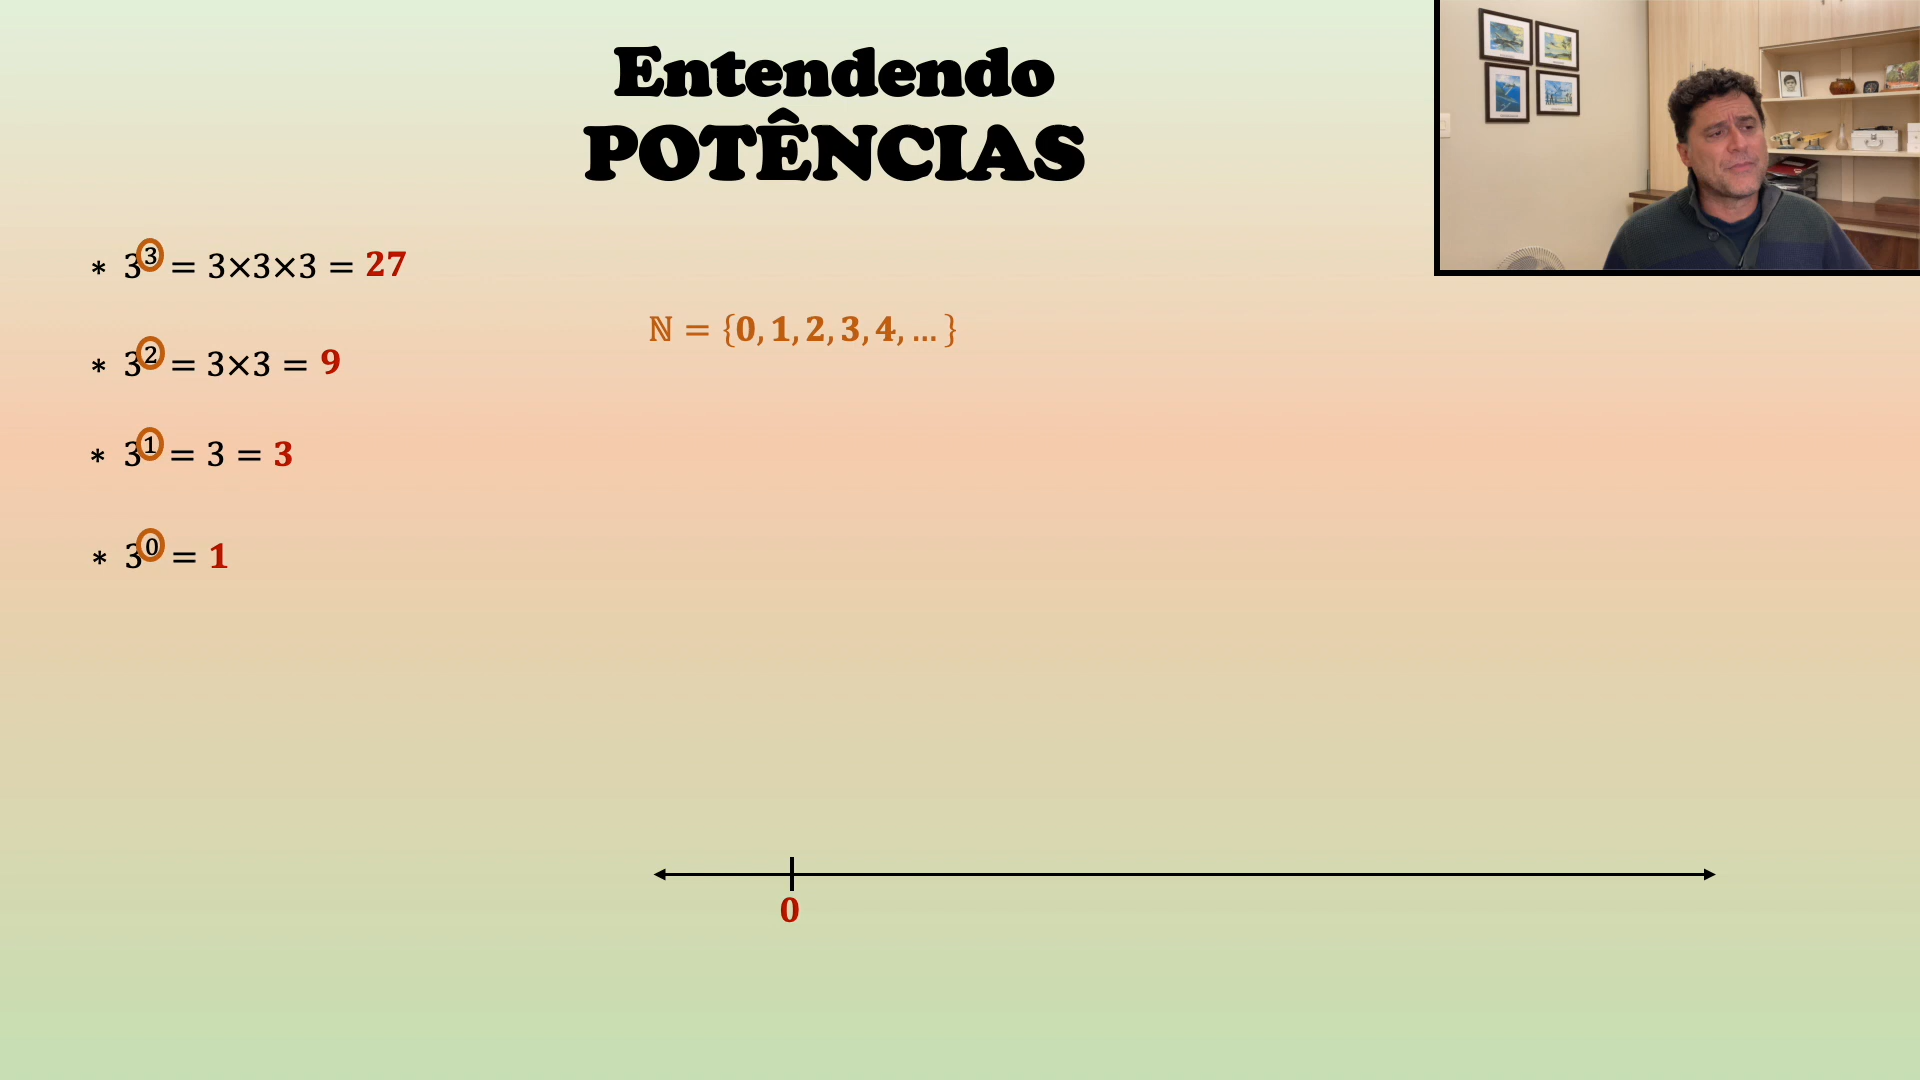 Entendendo
POTÊNCIAS
* 3³ = 3×3×3 = 27
ℕ = {0, 1, 2, 3, 4, … }
* 3² = 3×3 = 9
* 3¹ = 3 = 3
* 3⁰ = 1
0